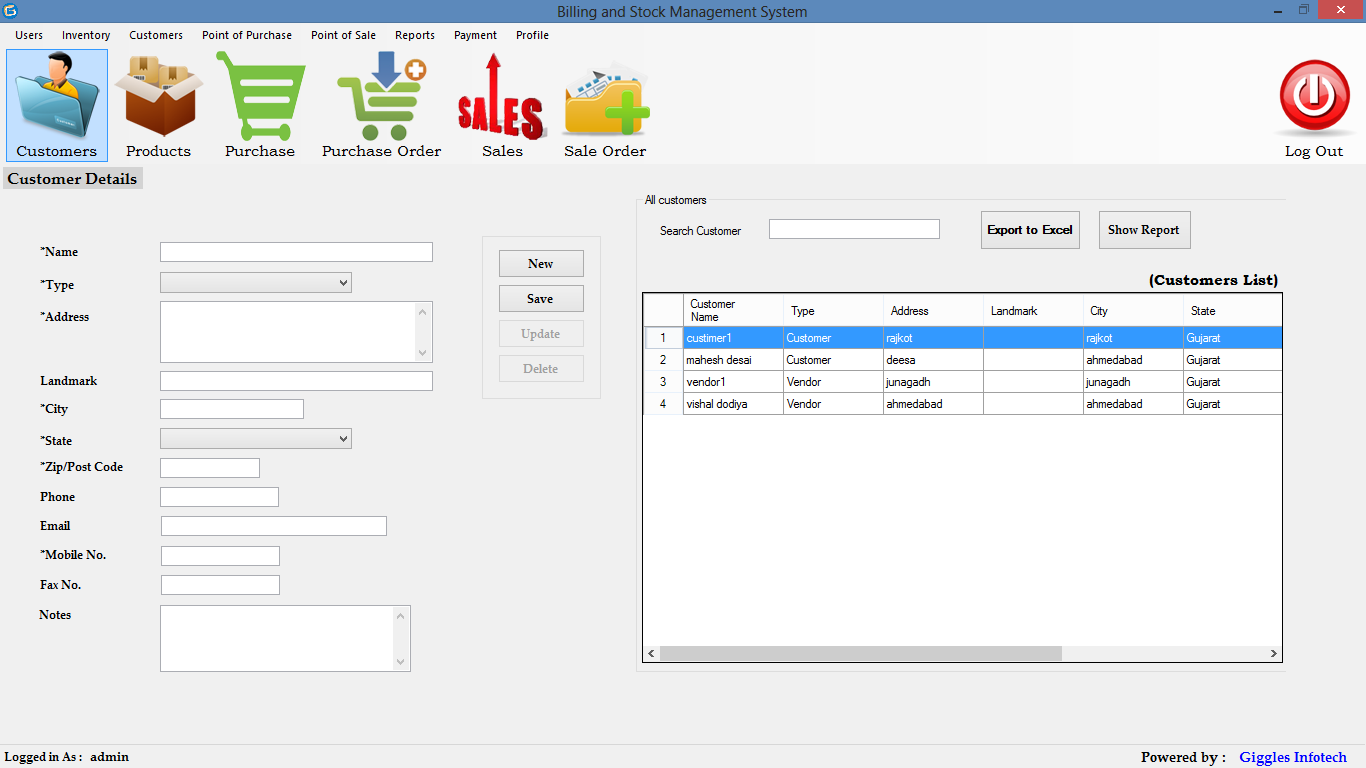 Billing and Stock Management System
Users Inventory Customers Point of Purchase Point of Sale Reports Payment Profile
SALES
Customers Products Purchase Purchase Order Sales Sale Order Log Out
Customer Details
All customers
Search Customer Export to Excel Show Report
*Name
*Type
*Address
Landmark
*City
*State
*Zip/Post Code
Phone
Email
*Mobile No.
Fax No.
Notes
New
Save
Update
Delete
(Customers List)
Customer Name Type Address Landmark City State
1 custimer1 Customer rajkot rajkot Gujarat
2 mahesh desai Customer deesa ahmedabad Gujarat
3 vendor1 Vendor junagadh junagadh Gujarat
4 vishal dodiya Vendor ahmedabad ahmedabad Gujarat
Logged in As : admin
Powered by : Giggles Infotech